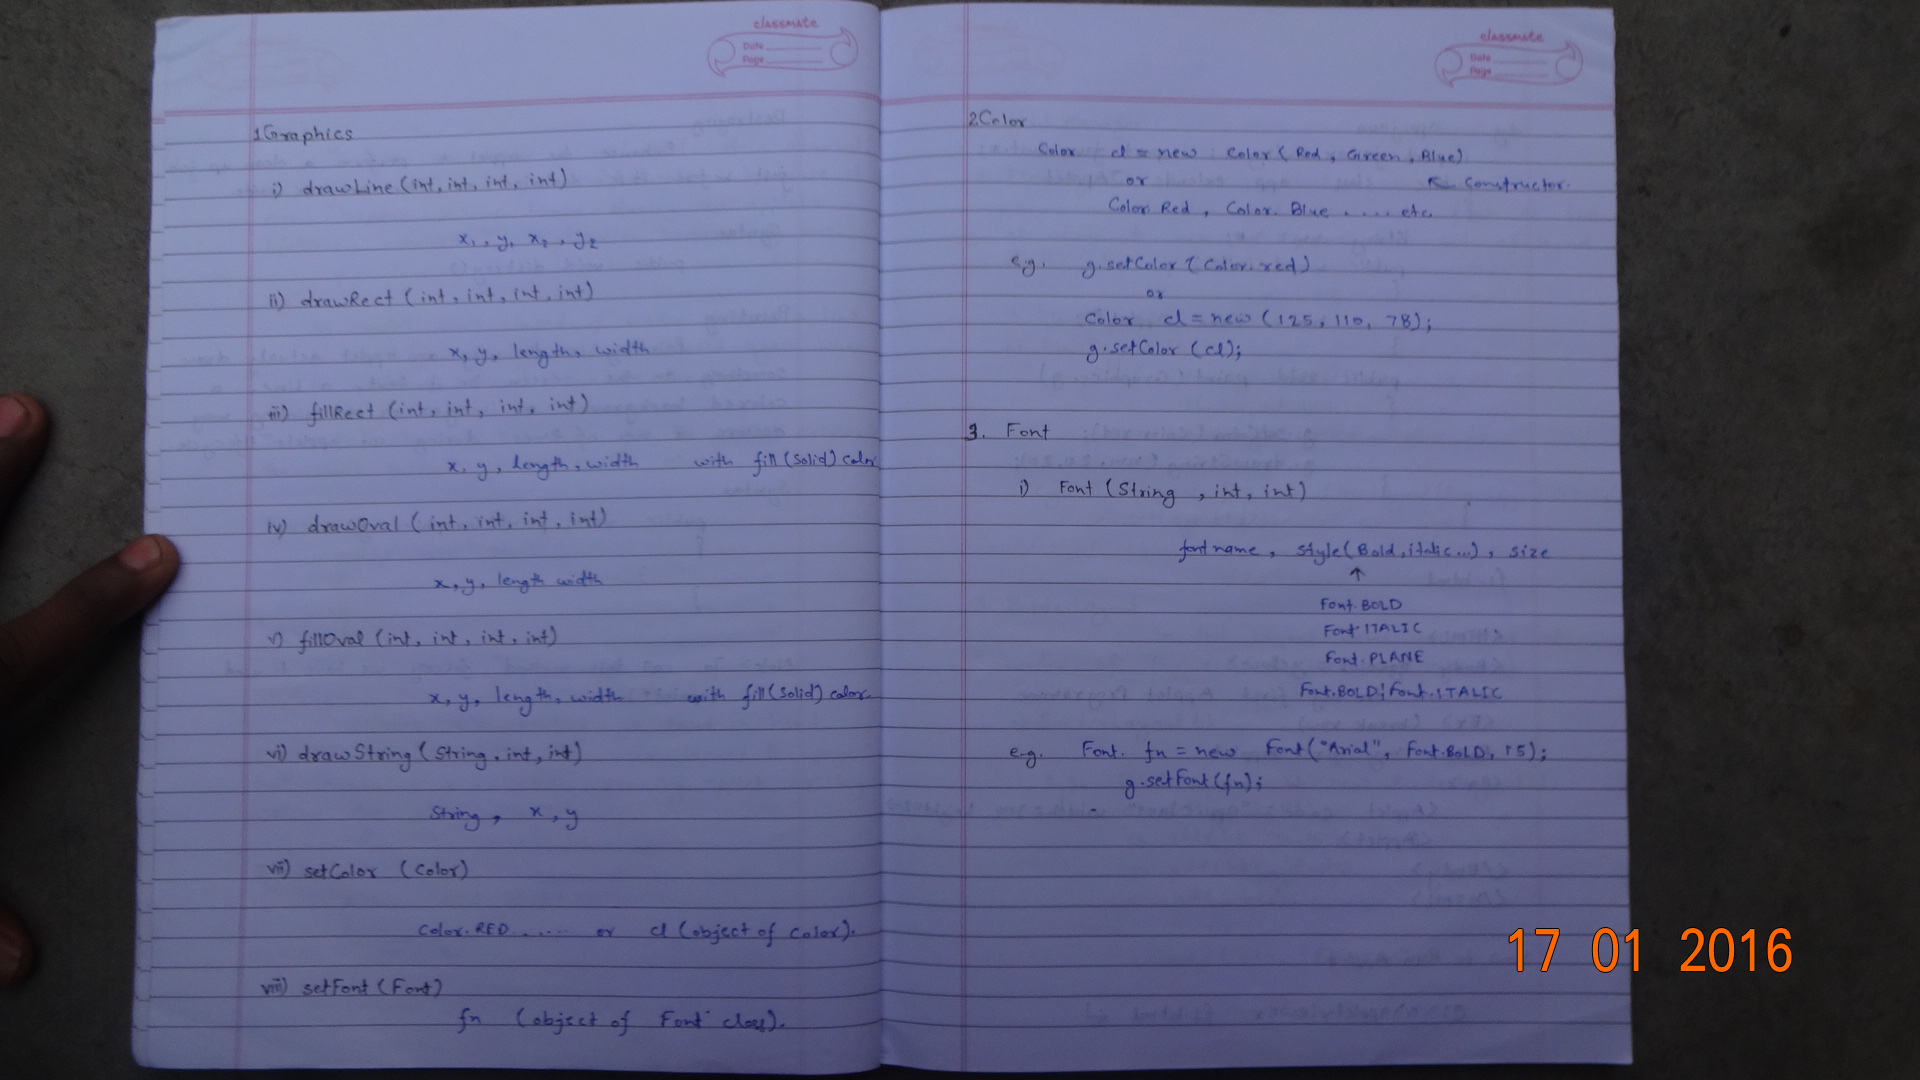 classmate
Date
Page
1 Graphics
i) drawLine (int, int, int, int)
x1, y, x2, y2
ii) drawRect (int, int, int, int)
x, y, length, width
iii) fillRect (int, int, int, int)
x, y, length, width with fill (solid) color
iv) drawOval (int, int, int, int)
x, y, length width
v) fillOval (int, int, int, int)
x, y, length, width with fill (solid) color
vi) drawString (String, int, int)
String, x, y
vii) setColor (Color)
Color.RED ...... or cl (object of color).
viii) setFont (Font)
fn (object of Font class).
classmate
Date
Page
2 Color
Color cl = new Color (Red, Green, Blue)
or ↖ Constructor.
Color Red, Color. Blue ..... etc.
e.g. g.setColor (Color.red)
or
Color cl = new (125, 110, 78);
g.setColor (cl);
3. Font
i) Font (String , int, int)
font name, style (Bold, italic...), size
↑
Font.BOLD
Font.ITALIC
Font.PLANE
Font.BOLD | Font.ITALIC
e-g. Font. fn = new Font ("Arial", Font.BOLD, 15);
g.setFont (fn);
17 01 2016